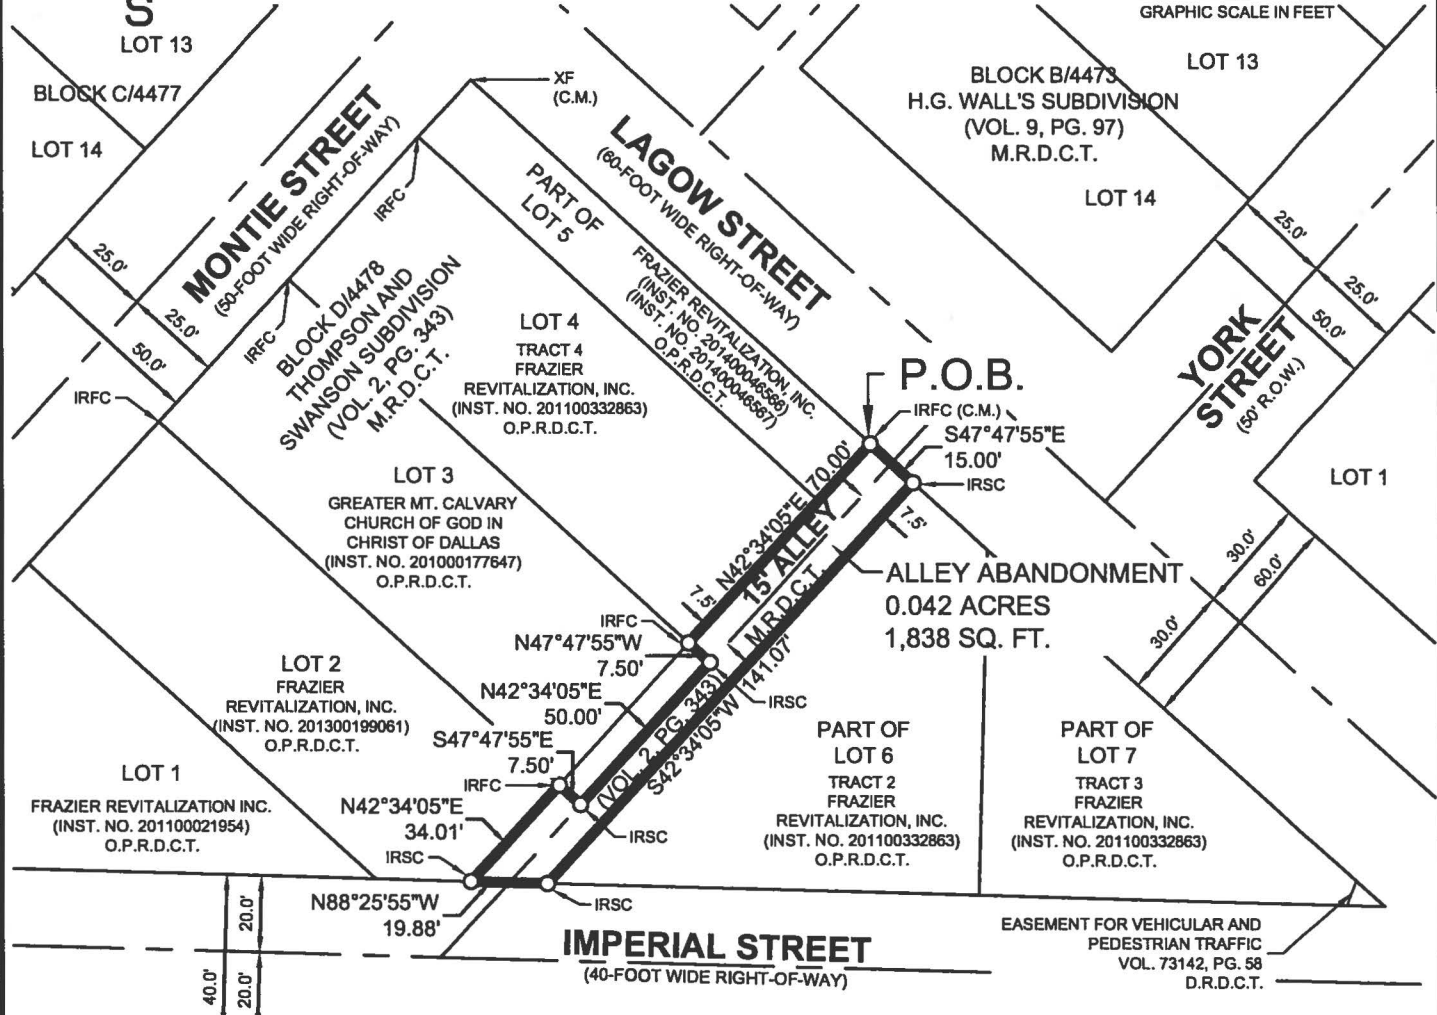 S
LOT 13
BLOCK C/4477
LOT 14
XF
(C.M.)
GRAPHIC SCALE IN FEET
LOT 13
BLOCK B/4473
H.G. WALL'S SUBDIVISION
(VOL. 9, PG. 97)
M.R.D.C.T.
LOT 14
MONTIE STREET
(50-FOOT WIDE RIGHT-OF-WAY)
LAGOW STREET
(60-FOOT WIDE RIGHT-OF-WAY)
PART OF
LOT 5
FRAZIER REVITALIZATION, INC.
(INST. NO. 201400046566)
(INST. NO. 201400046567)
O.P.R.D.C.T.
IRFC
IRFC
IRFC
25.0'
25.0'
50.0'
25.0'
25.0'
50.0'
YORK
STREET
(50' R.O.W.)
BLOCK D/4478
THOMPSON AND
SWANSON SUBDIVISION
(VOL. 2, PG. 343)
M.R.D.C.T.
LOT 4
TRACT 4
FRAZIER
REVITALIZATION, INC.
(INST. NO. 201100332863)
O.P.R.D.C.T.
P.O.B.
IRFC (C.M.)
S47°47'55"E
15.00'
IRSC
LOT 1
LOT 3
GREATER MT. CALVARY
CHURCH OF GOD IN
CHRIST OF DALLAS
(INST. NO. 201000177647)
O.P.R.D.C.T.
N42°34'05"E 70.00'
15' ALLEY
M.R.D.C.T.
(VOL. 2, PG. 343)
S42°34'05"W 141.07'
7.5'
7.5'
ALLEY ABANDONMENT
0.042 ACRES
1,838 SQ. FT.
30.0'
60.0'
30.0'
IRFC
N47°47'55"W
7.50'
IRSC
N42°34'05"E
50.00'
S47°47'55"E
7.50'
IRFC
IRSC
LOT 2
FRAZIER
REVITALIZATION, INC.
(INST. NO. 201300199061)
O.P.R.D.C.T.
LOT 1
FRAZIER REVITALIZATION INC.
(INST. NO. 201100021954)
O.P.R.D.C.T.
N42°34'05"E
34.01'
IRSC
N88°25'55"W
19.88'
IRSC
PART OF
LOT 6
TRACT 2
FRAZIER
REVITALIZATION, INC.
(INST. NO. 201100332863)
O.P.R.D.C.T.
PART OF
LOT 7
TRACT 3
FRAZIER
REVITALIZATION, INC.
(INST. NO. 201100332863)
O.P.R.D.C.T.
20.0'
40.0'
20.0'
IMPERIAL STREET
(40-FOOT WIDE RIGHT-OF-WAY)
EASEMENT FOR VEHICULAR AND
PEDESTRIAN TRAFFIC
VOL. 73142, PG. 58
D.R.D.C.T.